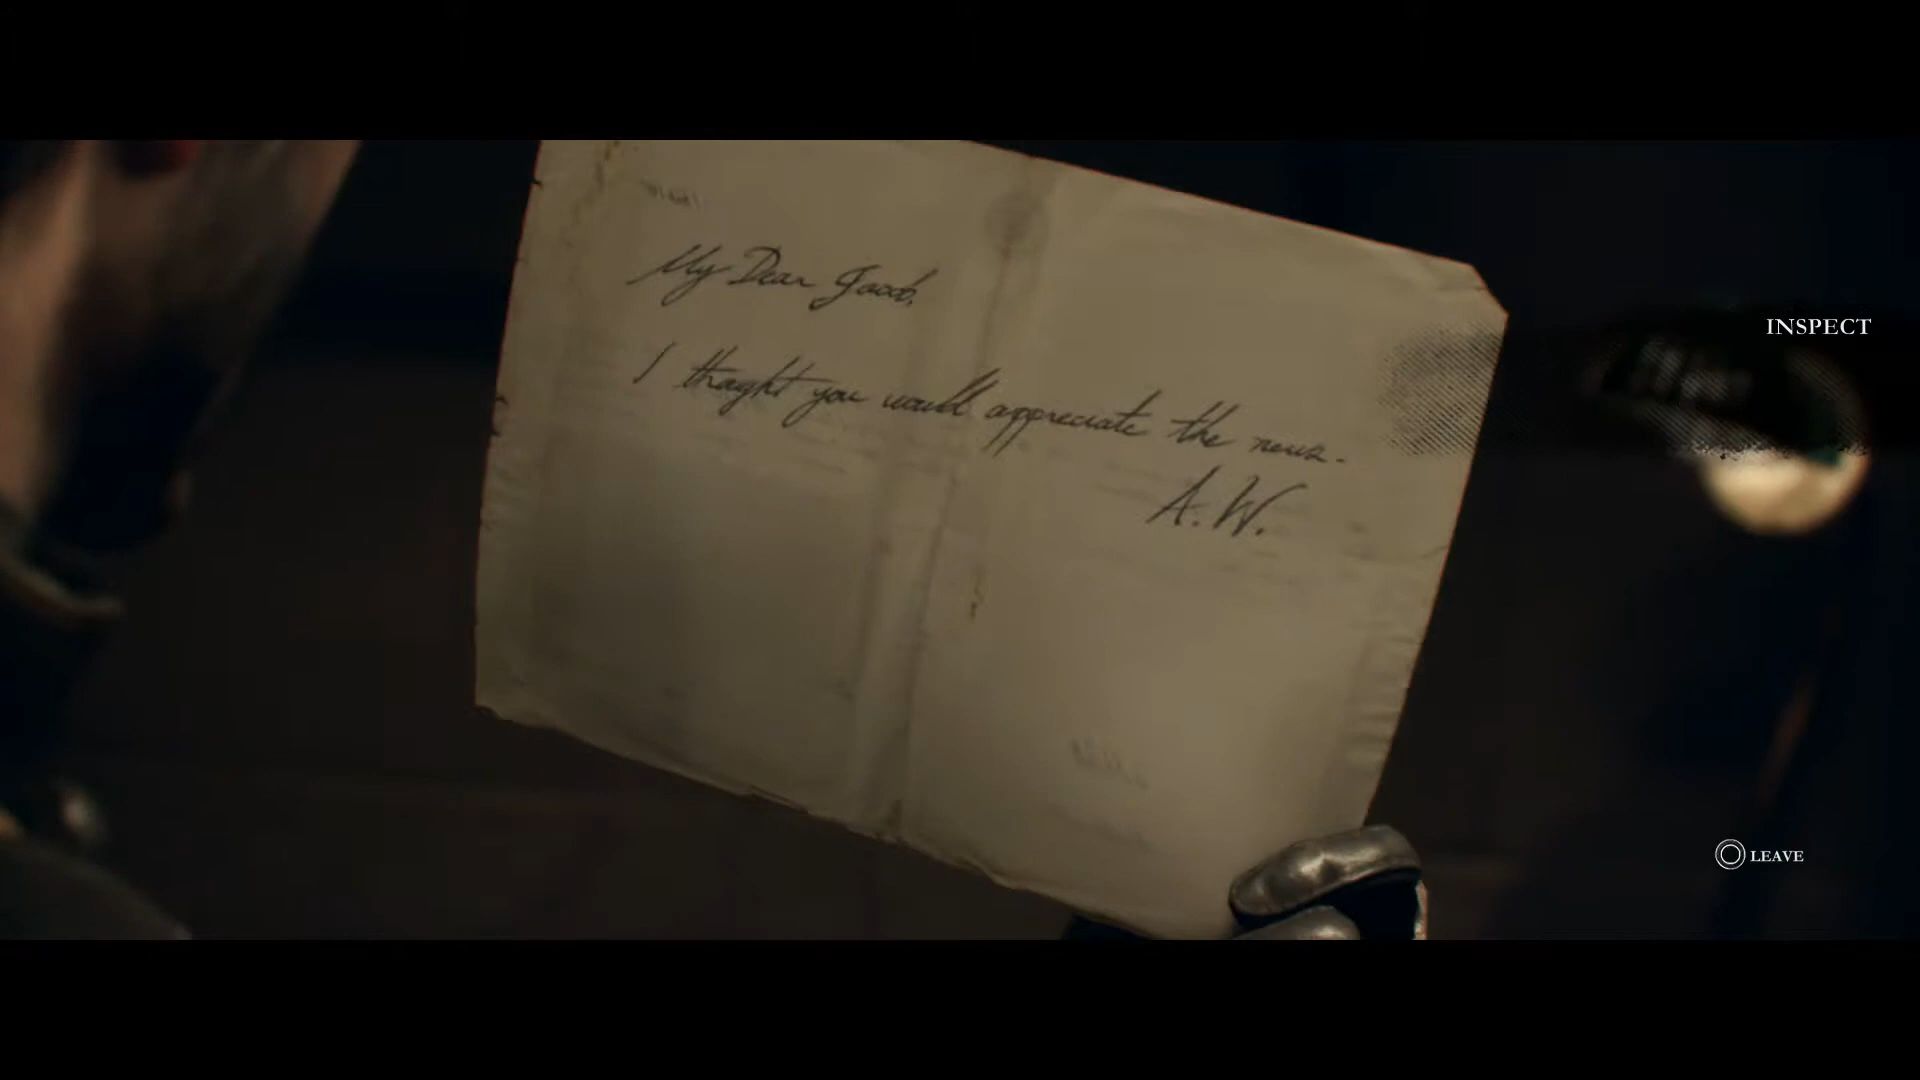 My Dear Jacob,
I thought you would appreciate the news.
A.W.
INSPECT
LEAVE